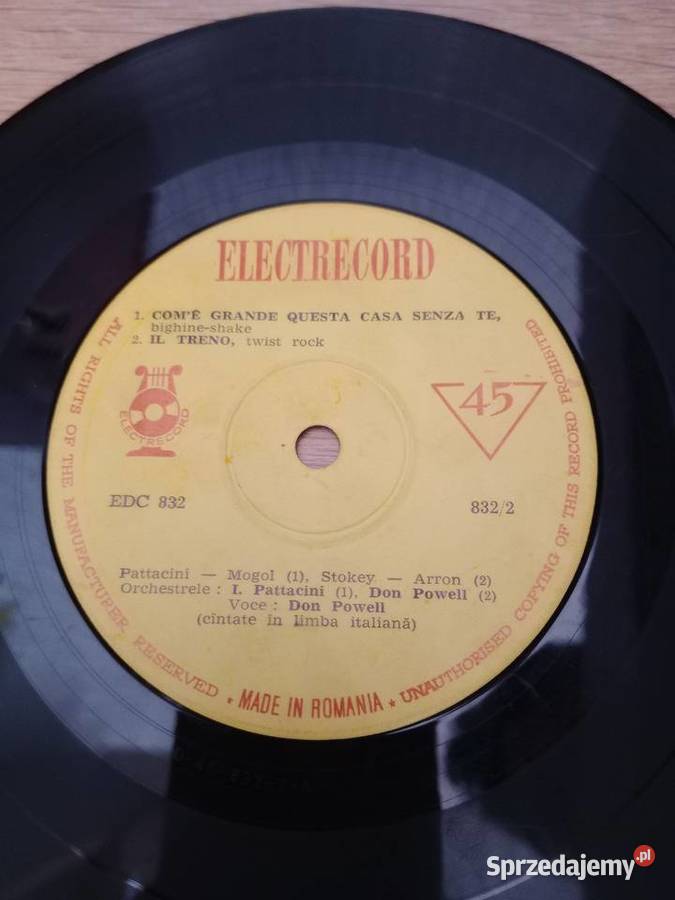 ELECTRECORD
1. COM'È GRANDE QUESTA CASA SENZA TE,
bighine-shake
2. IL TRENO, twist rock
ELECTRECORD
45
EDC 832
832/2
Pattacini — Mogol (1), Stokey — Arron (2)
Orchestrele : I. Pattacini (1), Don Powell (2)
Voce : Don Powell
(cîntate în limba italiană)
ALL RIGHTS OF THE MANUFACTURER RESERVED * MADE IN ROMANIA * UNAUTHORISED COPYING OF THIS RECORD PROHIBITED
Sprzedajemy.pl